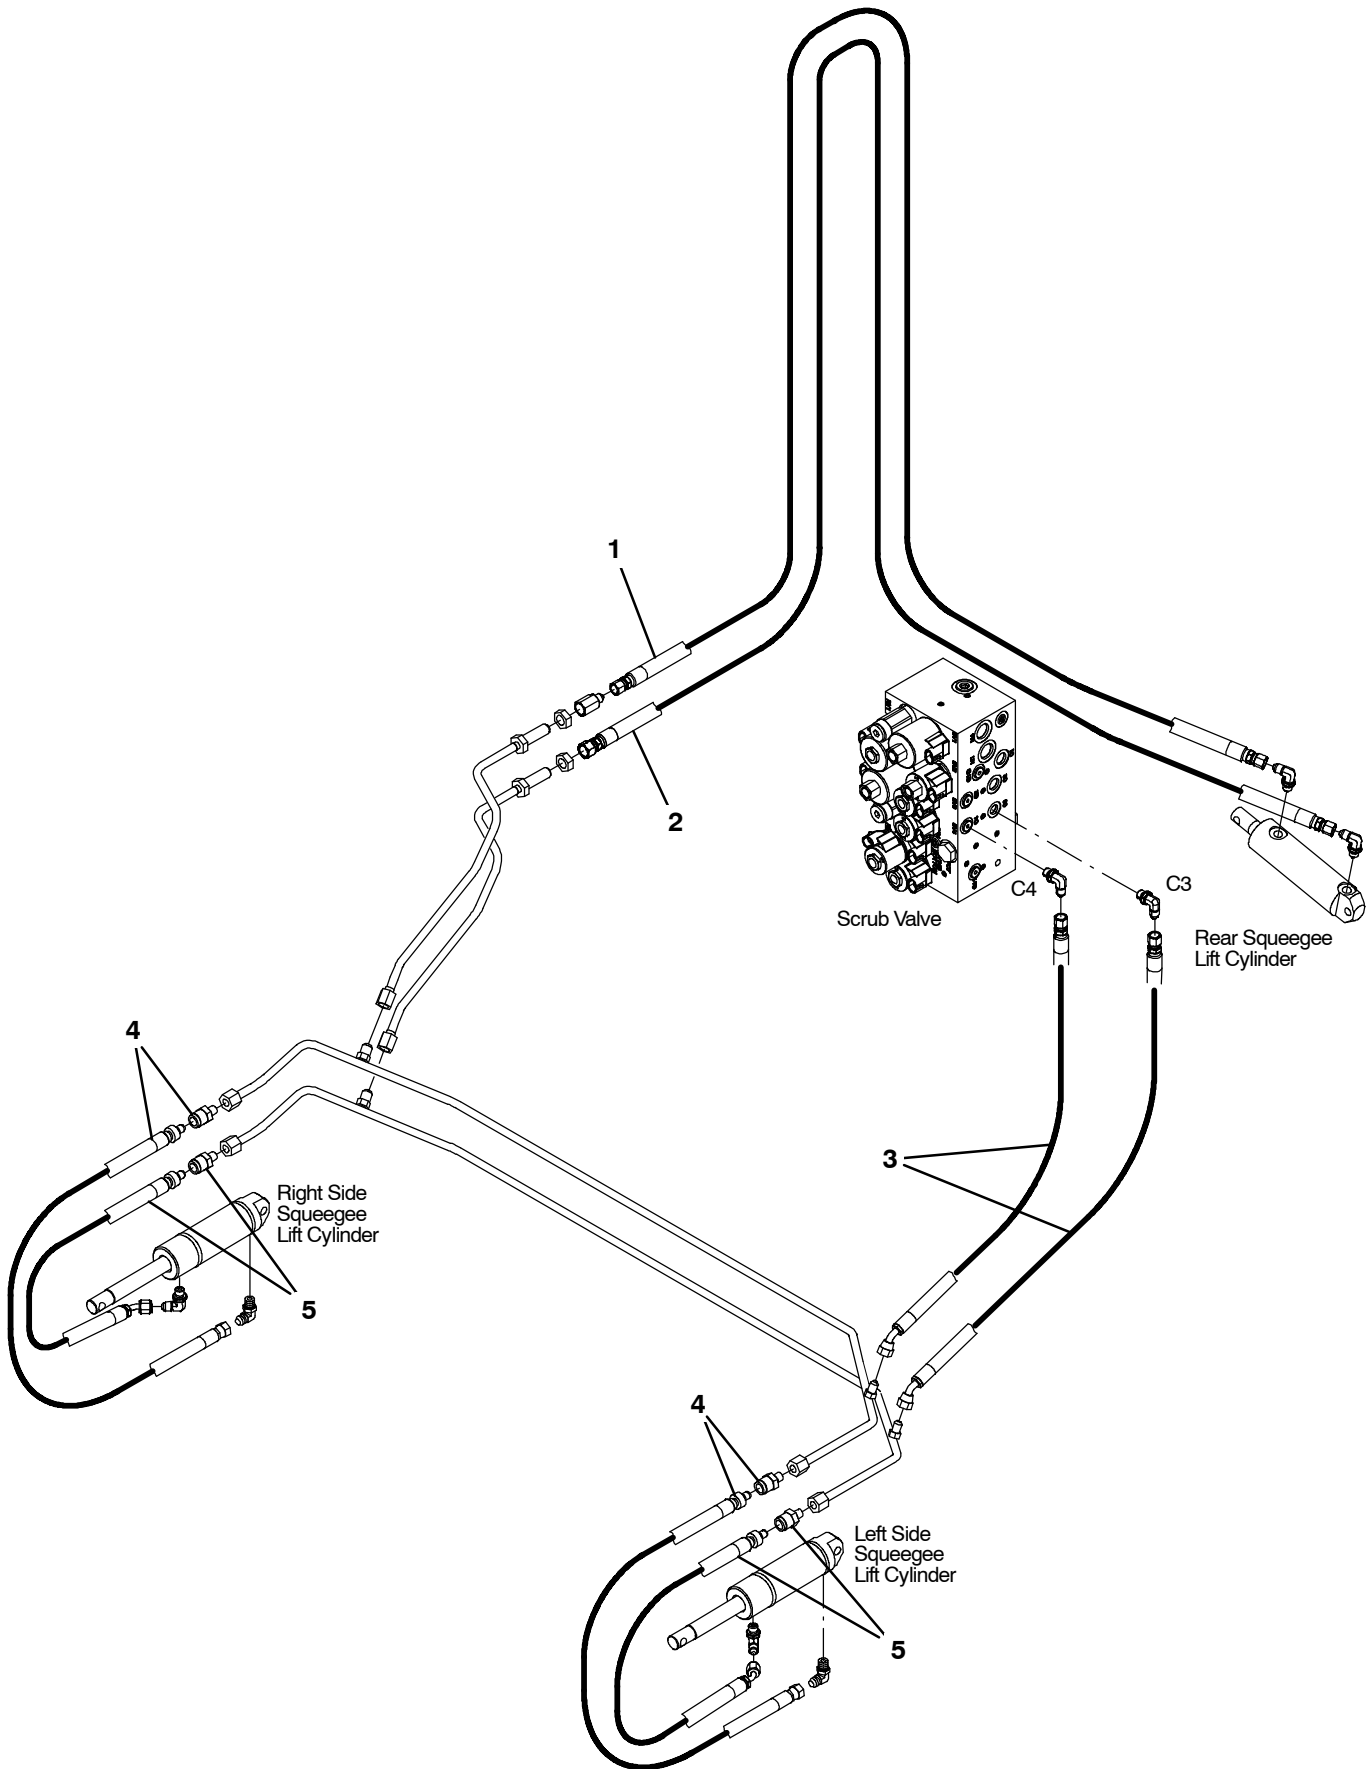 1
2
C4
C3
Scrub Valve
Rear Squeegee
Lift Cylinder
4
3
Right Side
Squeegee
Lift Cylinder
5
4
Left Side
Squeegee
Lift Cylinder
5